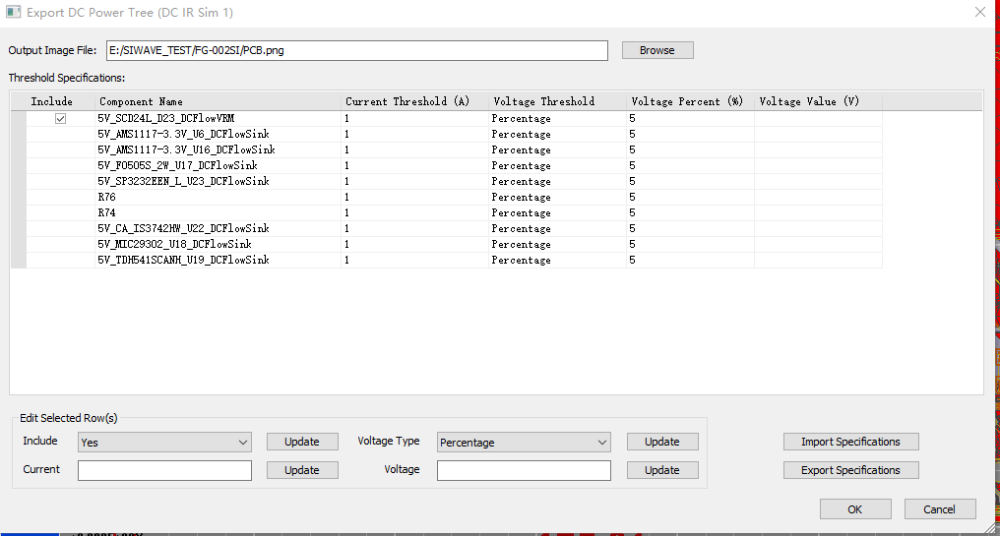 Export DC Power Tree (DC IR Sim 1)
Output Image File: E:/SIWAVE_TEST/FG-002SI/PCB.png Browse
Threshold Specifications:
Include Component Name Current Threshold (A) Voltage Threshold Voltage Percent (%) Voltage Value (V)
5V_SCD24L_D23_DCFlowVRM 1 Percentage 5
5V_AMS1117-3.3V_U6_DCFlowSink 1 Percentage 5
5V_AMS1117-3.3V_U16_DCFlowSink 1 Percentage 5
5V_F0505S_2W_U17_DCFlowSink 1 Percentage 5
5V_SP3232EEN_L_U23_DCFlowSink 1 Percentage 5
R76 1 Percentage 5
R74 1 Percentage 5
5V_CA_IS3742HW_U22_DCFlowSink 1 Percentage 5
5V_MIC29302_U18_DCFlowSink 1 Percentage 5
5V_TDH541SCANH_U19_DCFlowSink 1 Percentage 5
Edit Selected Row(s)
Include Yes Update Voltage Type Percentage Update Import Specifications
Current Update Voltage Update Export Specifications
OK Cancel